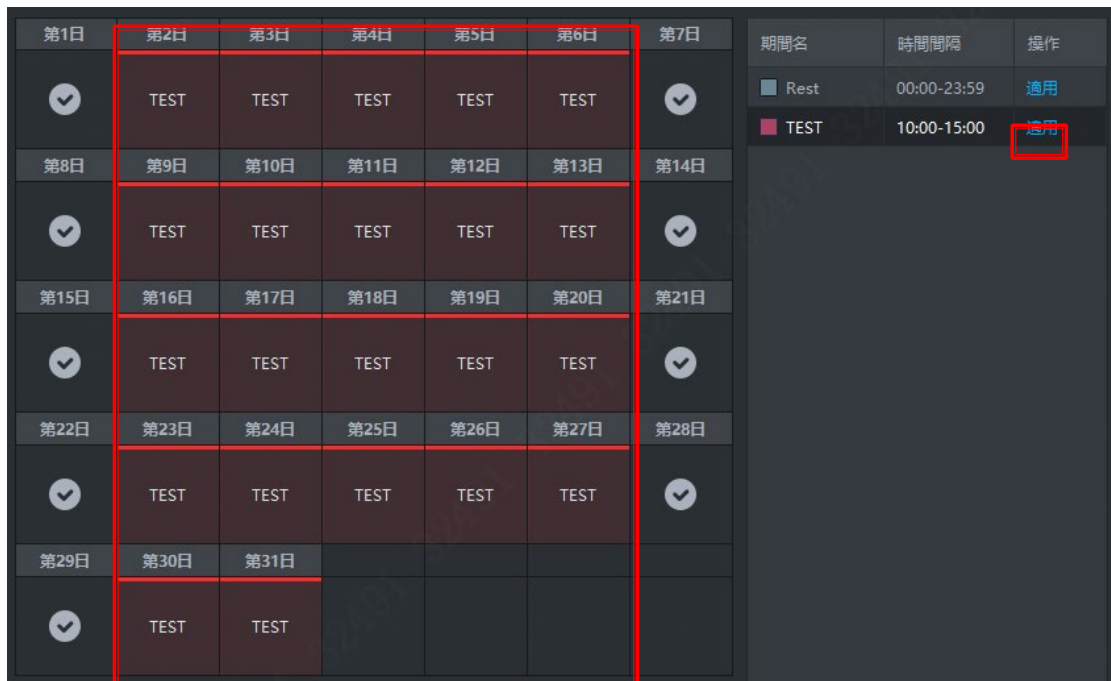 第1日 第2日 第3日 第4日 第5日 第6日 第7日
TEST TEST TEST TEST TEST
第8日 第9日 第10日 第11日 第12日 第13日 第14日
TEST TEST TEST TEST TEST
第15日 第16日 第17日 第18日 第19日 第20日 第21日
TEST TEST TEST TEST TEST
第22日 第23日 第24日 第25日 第26日 第27日 第28日
TEST TEST TEST TEST TEST
第29日 第30日 第31日
TEST TEST
期間名 時間間隔 操作
Rest 00:00-23:59 適用
TEST 10:00-15:00 適用
32491 32491 32491 32491